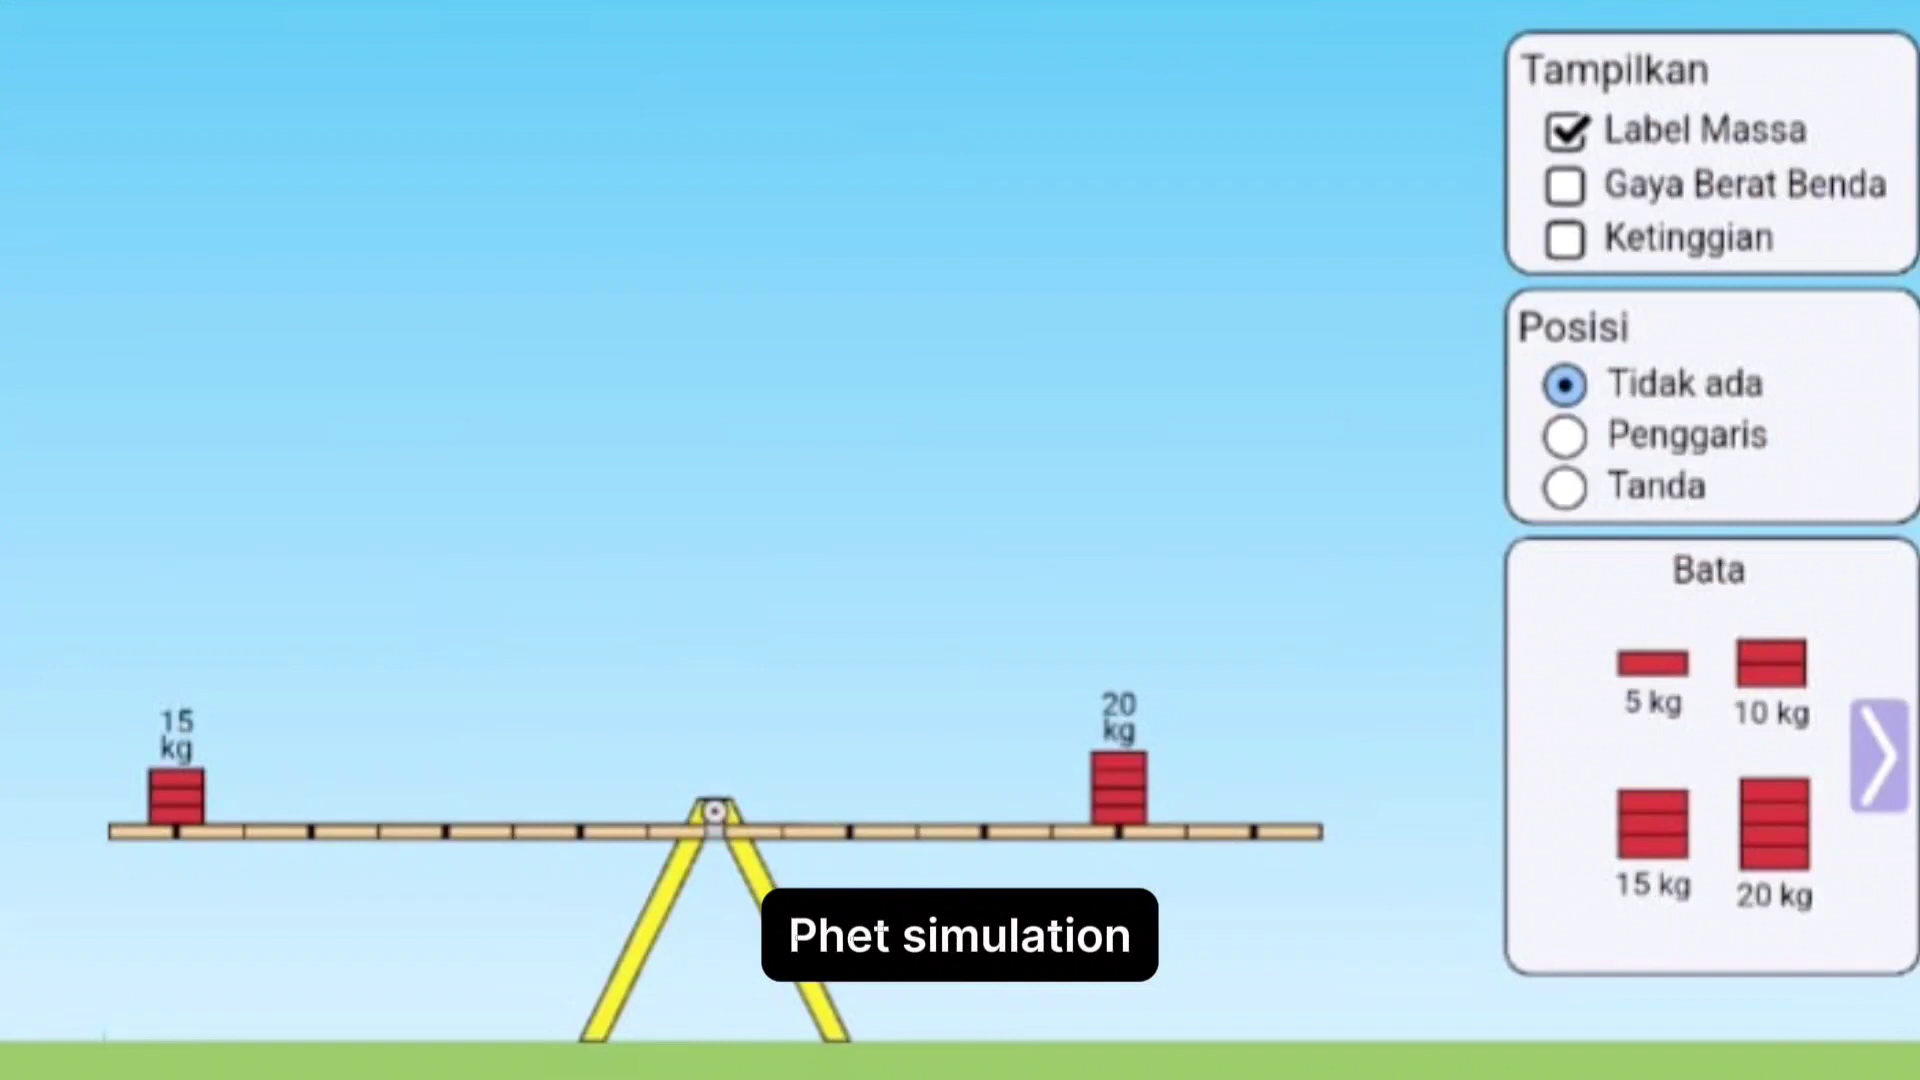 Tampilkan
Label Massa
Gaya Berat Benda
Ketinggian
Posisi
Tidak ada
Penggaris
Tanda
Bata
5 kg
10 kg
15 kg
20 kg
15
kg
20
kg
Phet simulation